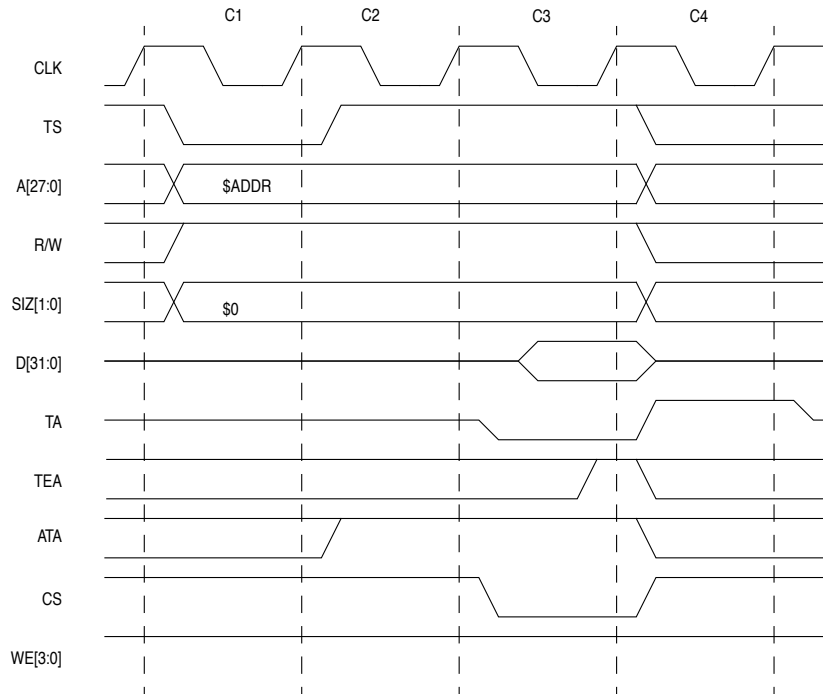 C1 C2 C3 C4
CLK
TS
A[27:0] $ADDR
R/W
SIZ[1:0] $0
D[31:0]
TA
TEA
ATA
CS
WE[3:0]